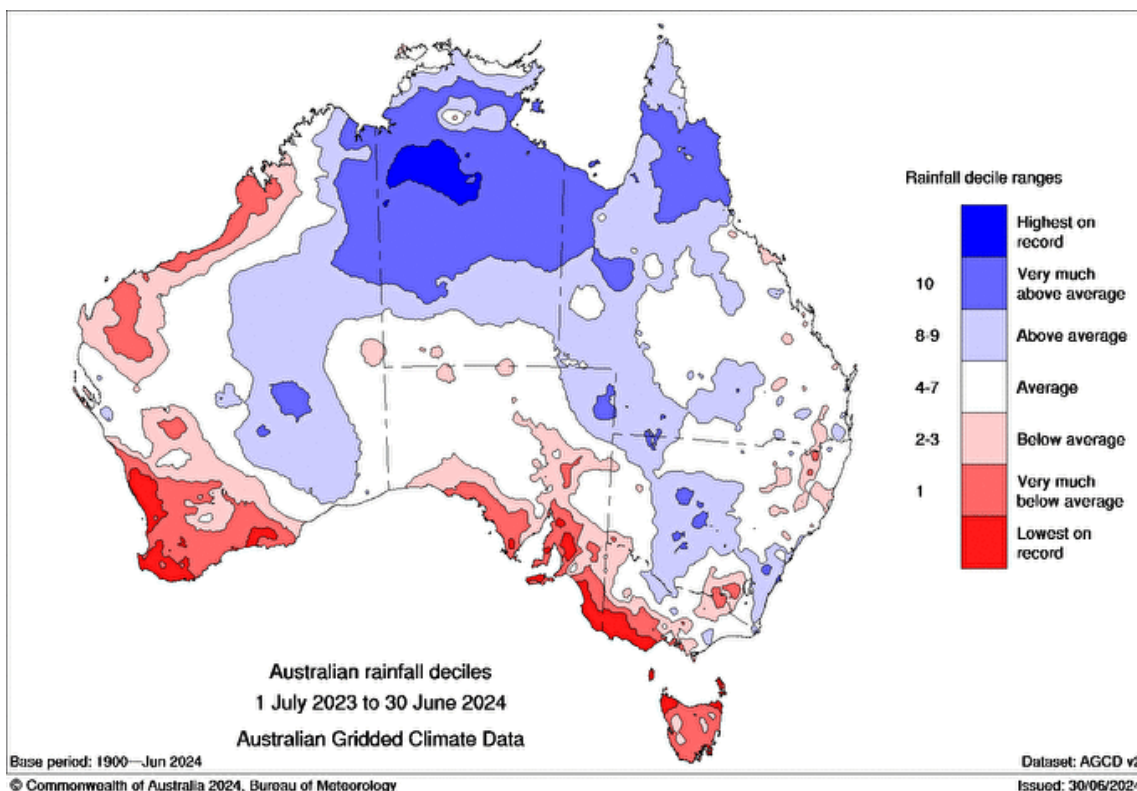 Rainfall decile ranges
Highest on
record
10
Very much
above average
8-9
Above average
4-7
Average
2-3
Below average
1
Very much
below average
Lowest on
record
Australian rainfall deciles
1 July 2023 to 30 June 2024
Australian Gridded Climate Data
Base period: 1900—Jun 2024
Dataset: AGCD v2
© Commonwealth of Australia 2024, Bureau of Meteorology
Issued: 30/06/2024